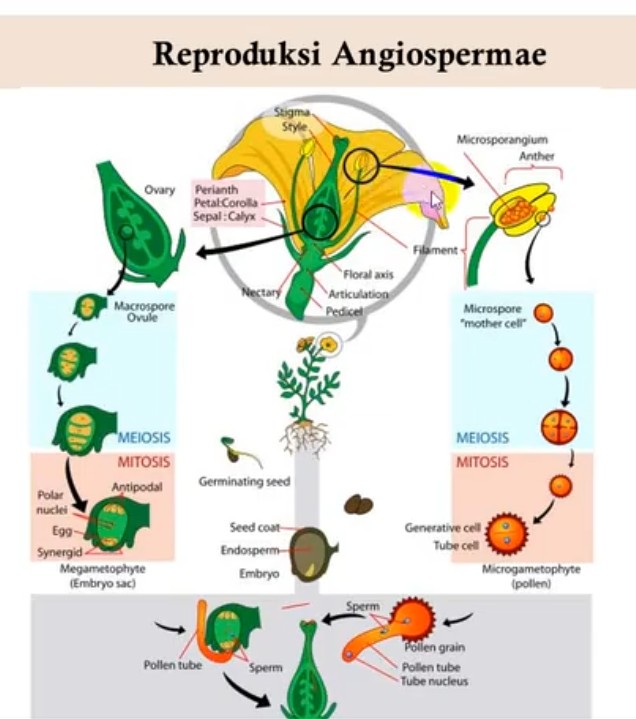 Reproduksi Angiospermae
Stigma
Style
Microsporangium
Anther
Ovary
Perianth
Petal:Corolla
Sepal : Calyx
Filament
Floral axis
Nectary
Articulation
Pedicel
Macrospore
Ovule
Microspore
"mother cell"
MEIOSIS
MEIOSIS
MITOSIS
MITOSIS
Germinating seed
Polar
nuclei
Antipodal
Egg
Synergid
Seed coat
Endosperm
Embryo
Generative cell
Tube cell
Megametophyte
(Embryo sac)
Microgametophyte
(pollen)
Sperm
Pollen grain
Pollen tube
Sperm
Pollen tube
Tube nucleus